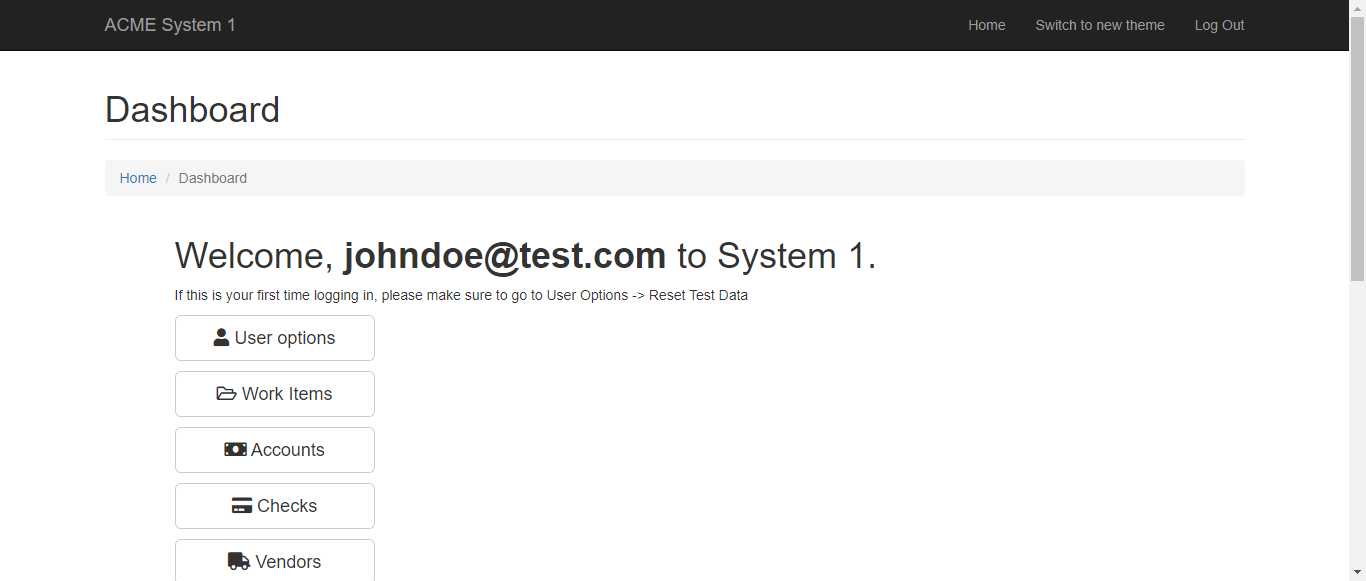 ACME System 1
Home
Switch to new theme
Log Out
Dashboard
Home / Dashboard
Welcome, johndoe@test.com to System 1.
If this is your first time logging in, please make sure to go to User Options -> Reset Test Data
User options
Work Items
Accounts
Checks
Vendors